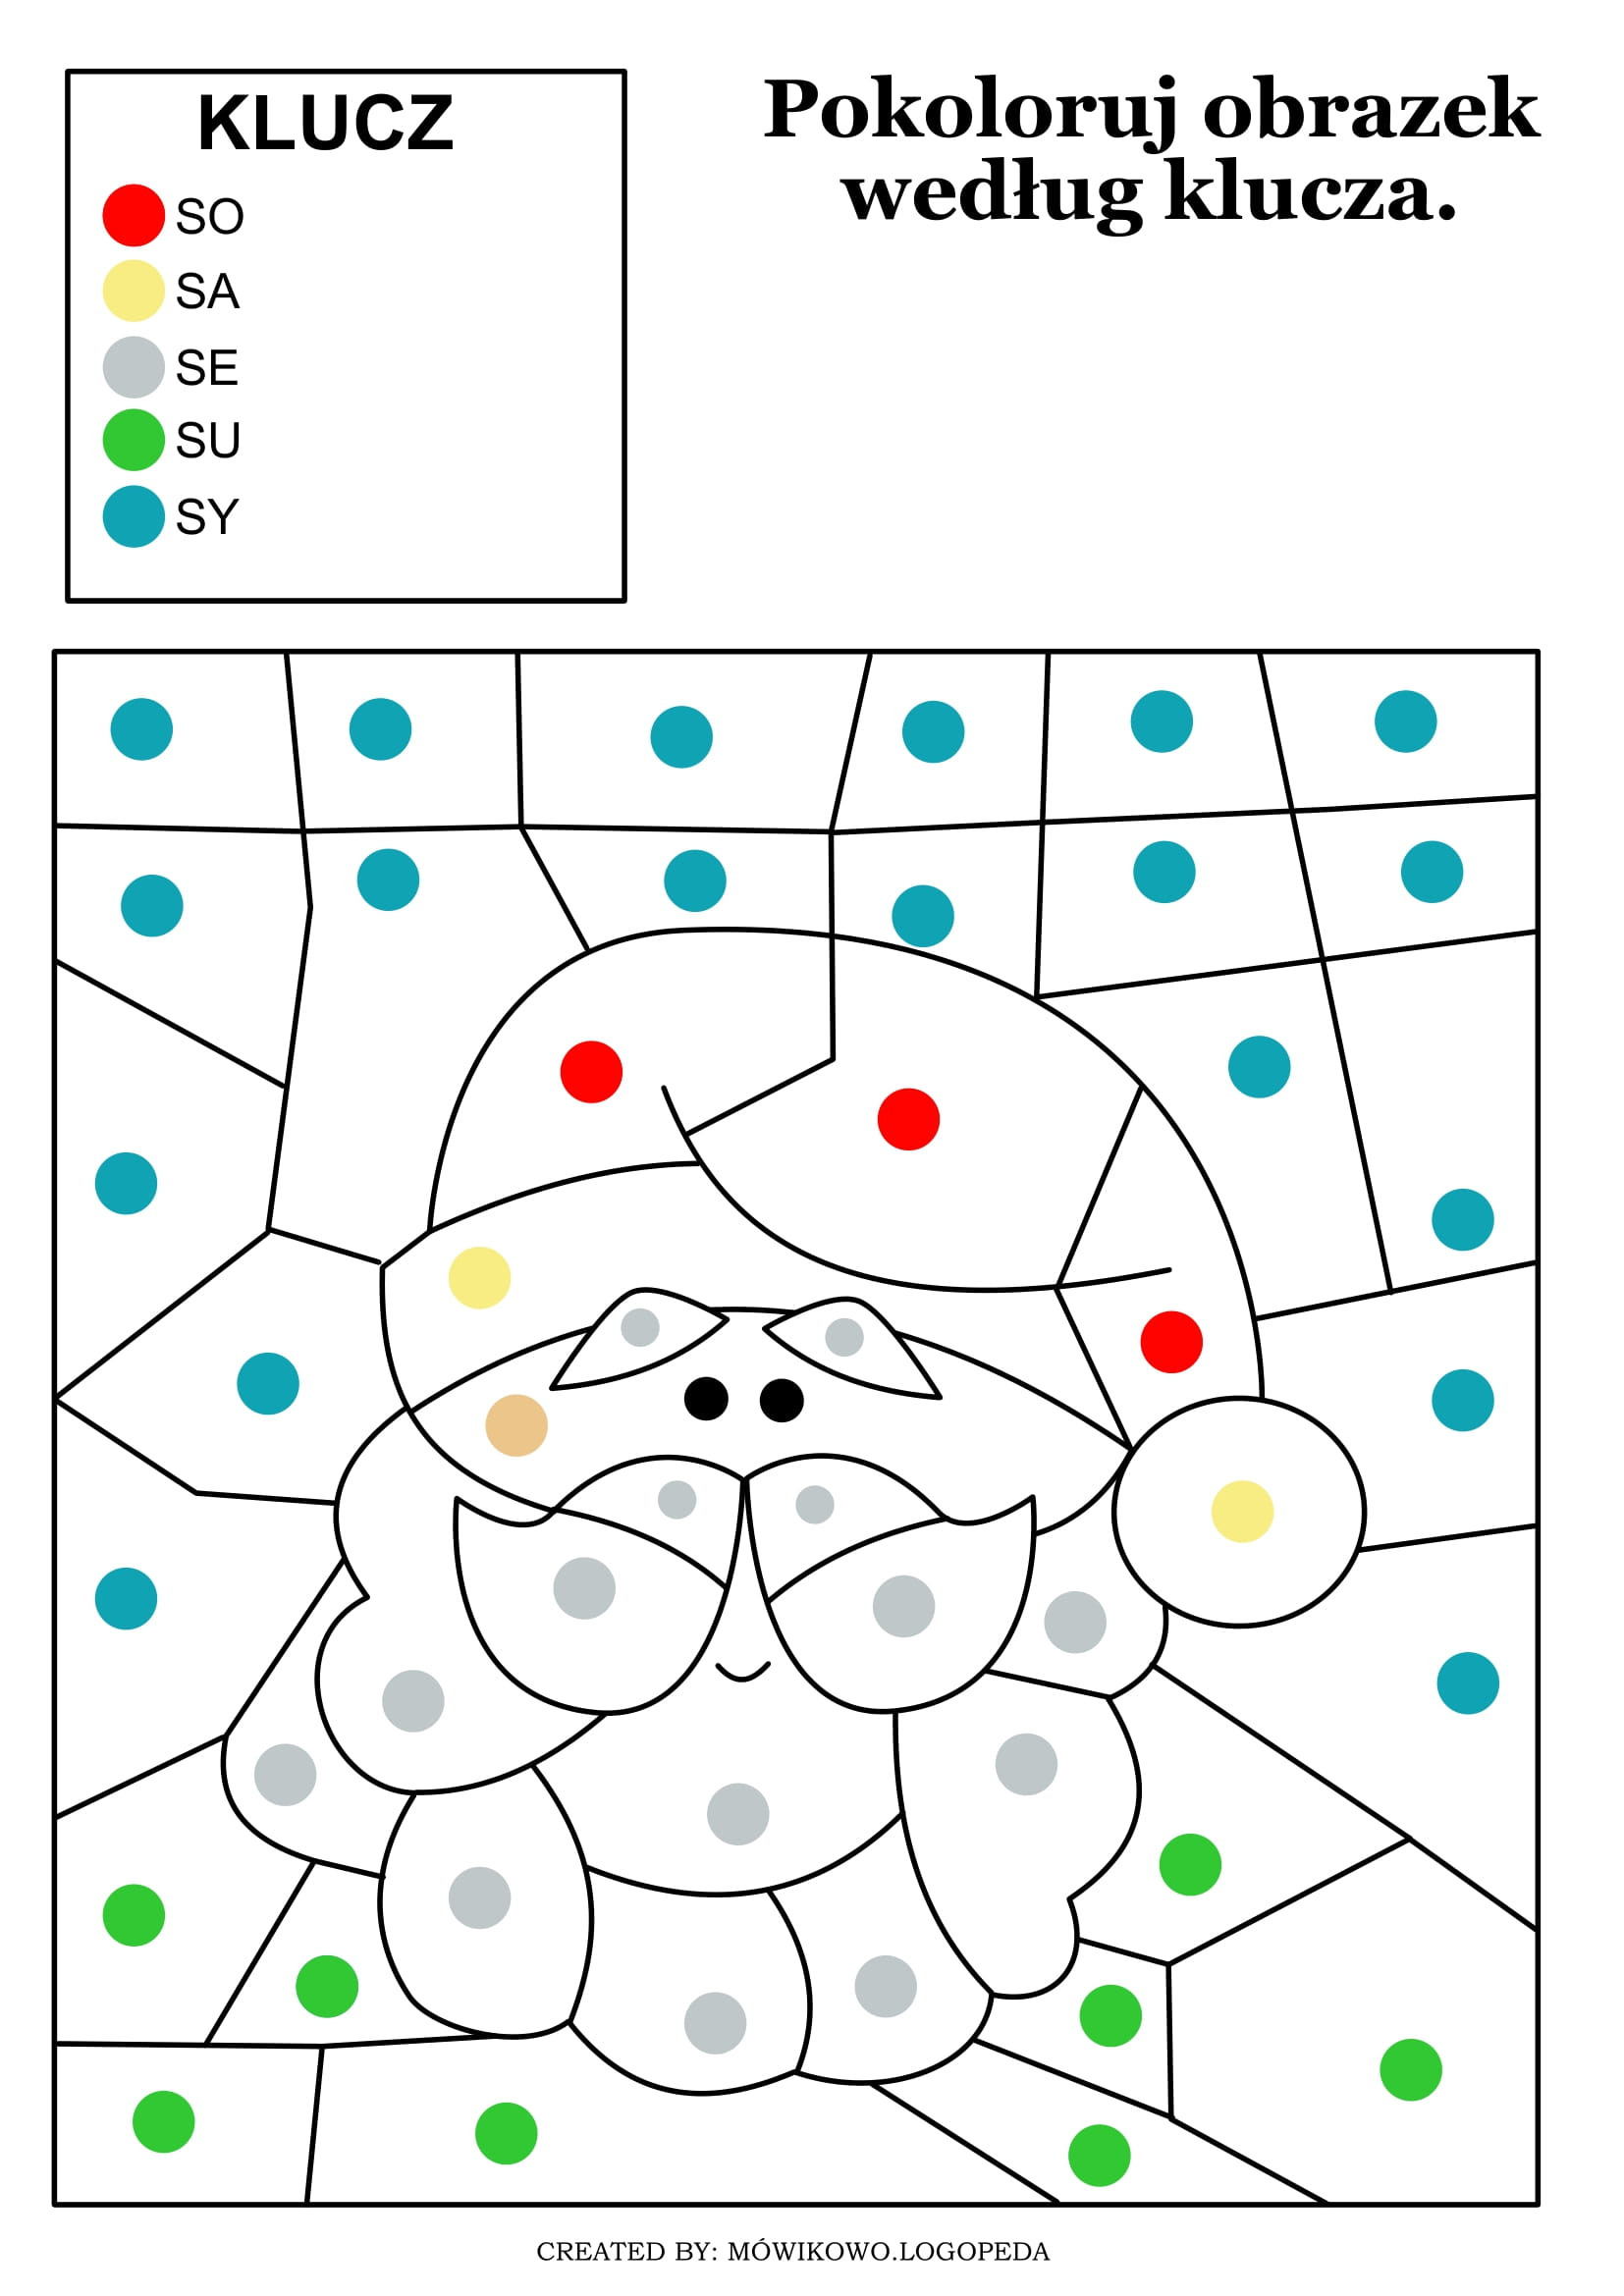 KLUCZ
SO
SA
SE
SU
SY
Pokoloruj obrazek
według klucza.
CREATED BY: MÓWIKOWO.LOGOPEDA